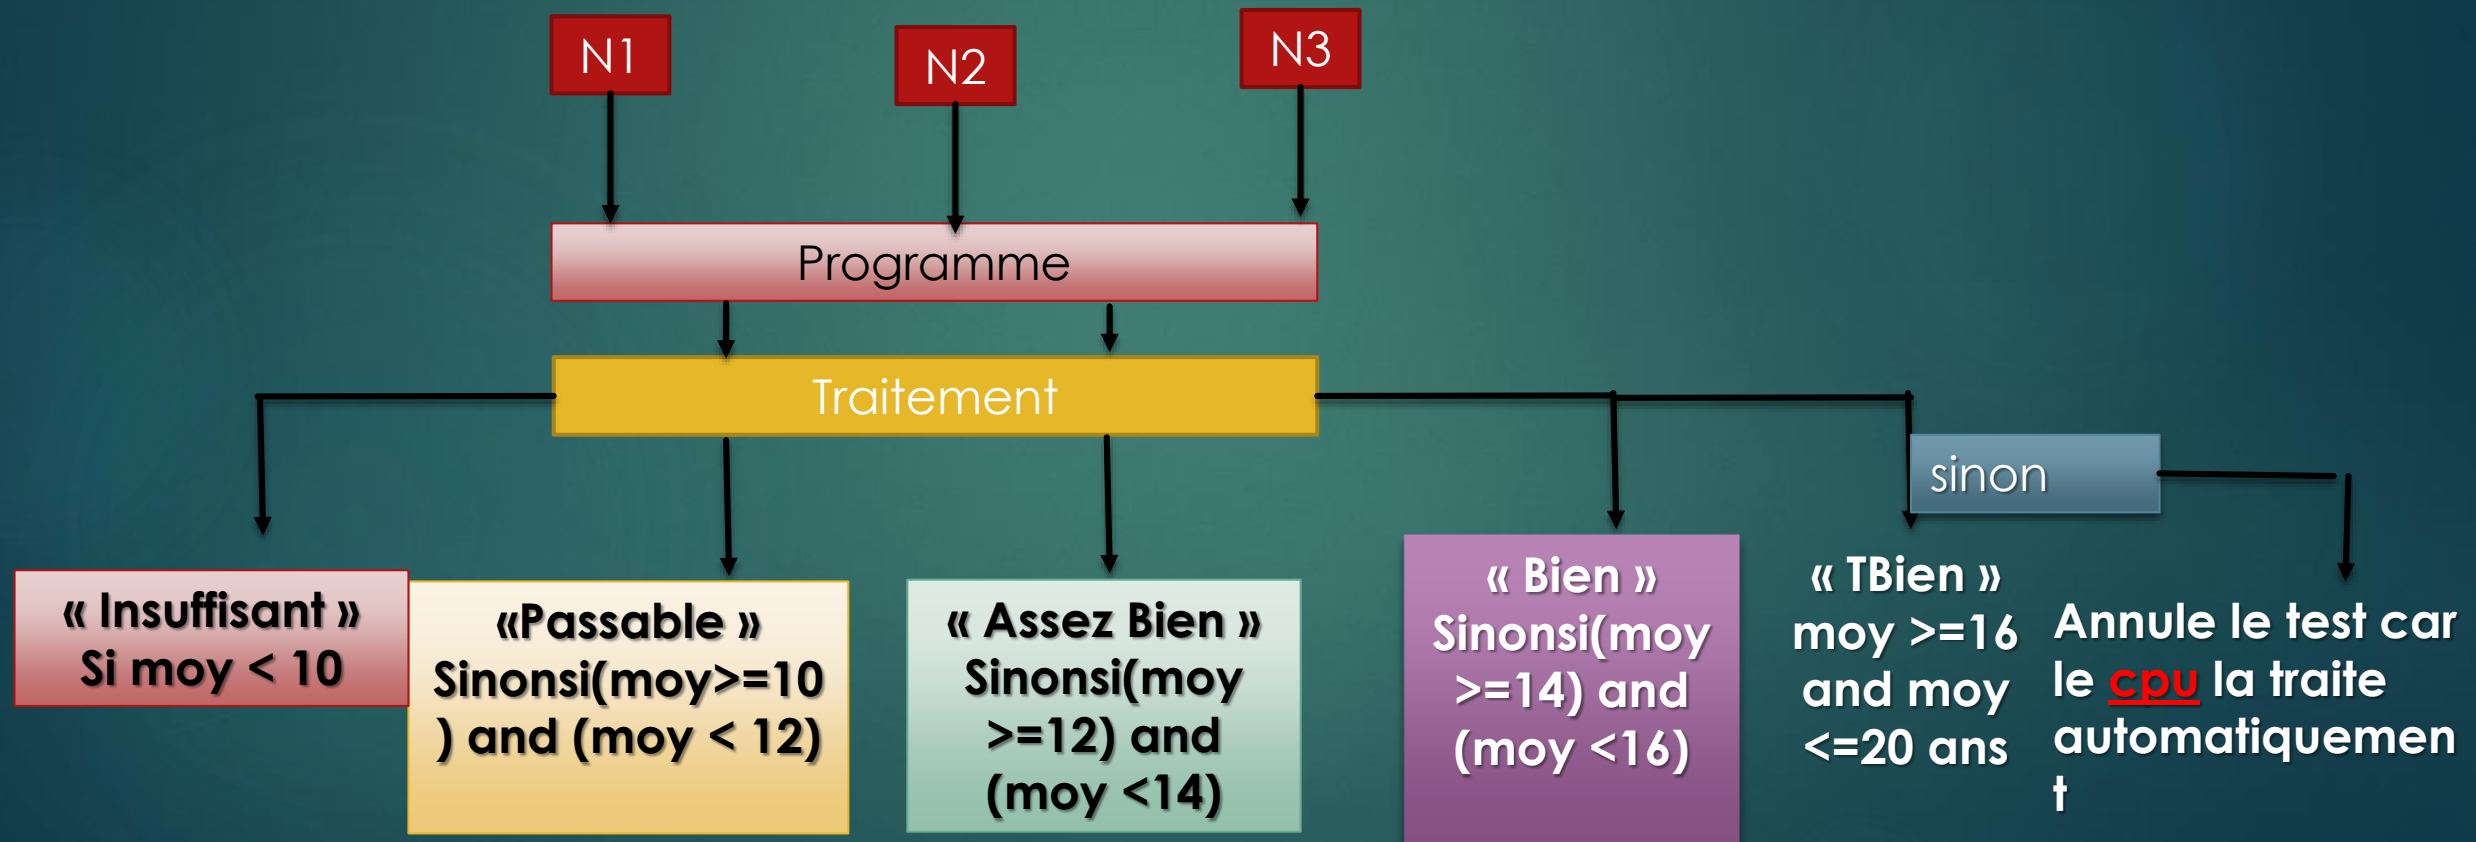 N1
N2
N3
Programme
Traitement
sinon
« Insuffisant »
Si moy < 10
«Passable »
Sinonsi(moy>=10
) and (moy < 12)
« Assez Bien »
Sinonsi(moy
>=12) and
(moy <14)
« Bien »
Sinonsi(moy
>=14) and
(moy <16)
« TBien »
moy >=16
and moy
<=20 ans
Annule le test car
le cpu la traite
automatiquemen
t